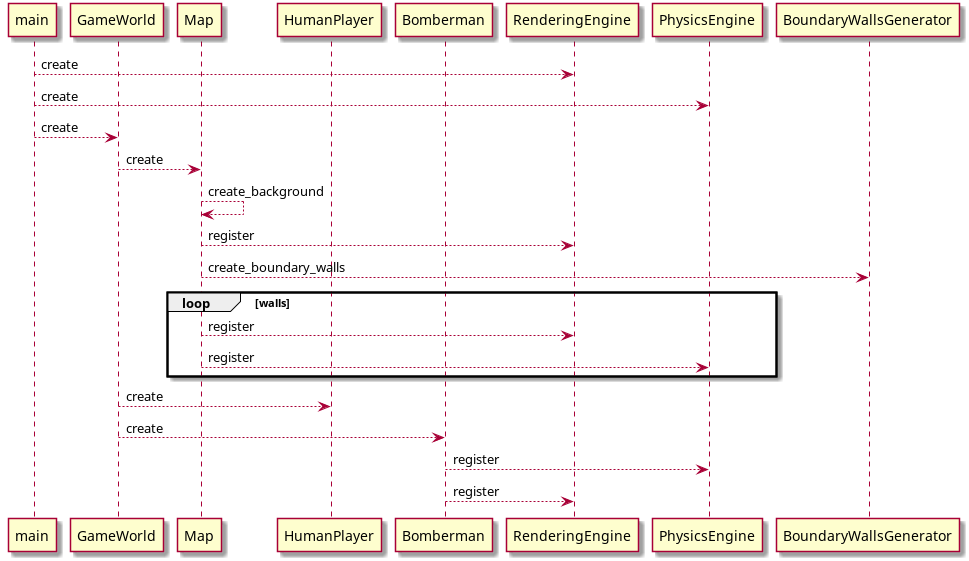 main GameWorld Map HumanPlayer Bomberman RenderingEngine PhysicsEngine BoundaryWallsGenerator
create
create
create
create
create_background
register
create_boundary_walls
loop [walls]
register
register
create
create
register
register
main GameWorld Map HumanPlayer Bomberman RenderingEngine PhysicsEngine BoundaryWallsGenerator